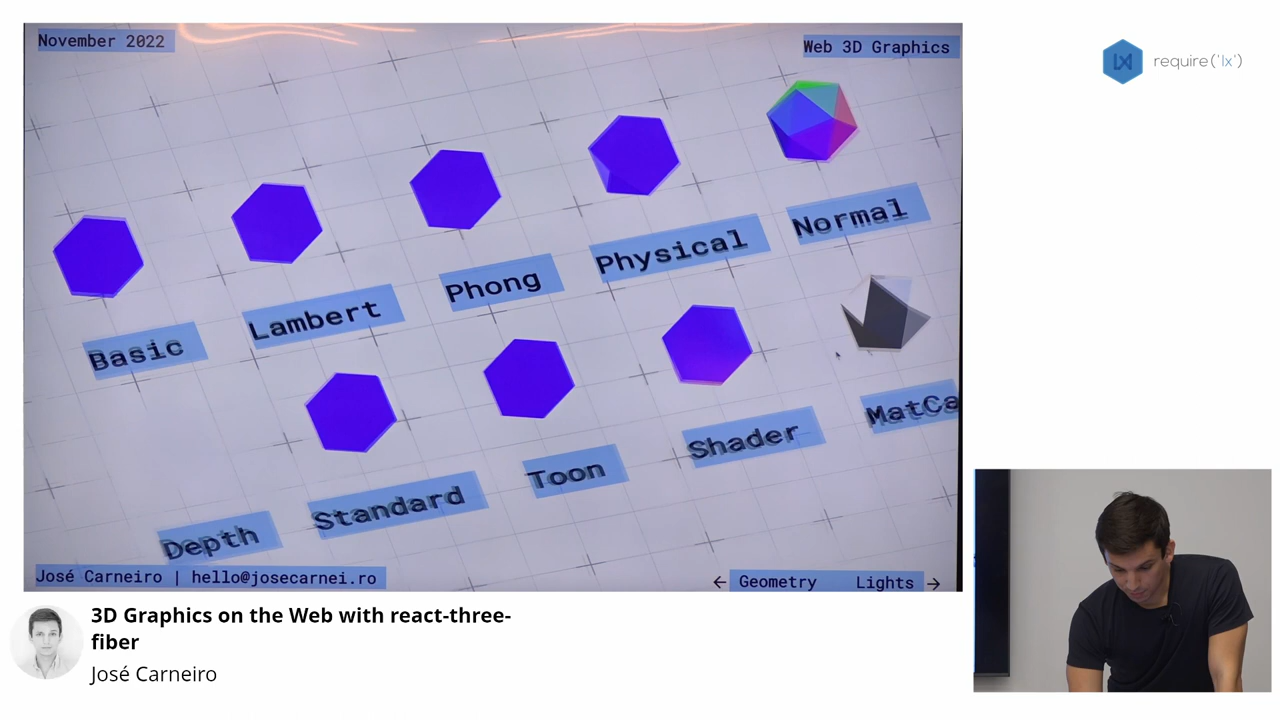 November 2022
Web 3D Graphics
require('lx')
Normal
Physical
Phong
Lambert
Basic
MatCa
Shader
Toon
Standard
Depth
José Carneiro | hello@josecarnei.ro
← Geometry Lights →
3D Graphics on the Web with react-three-
fiber
José Carneiro